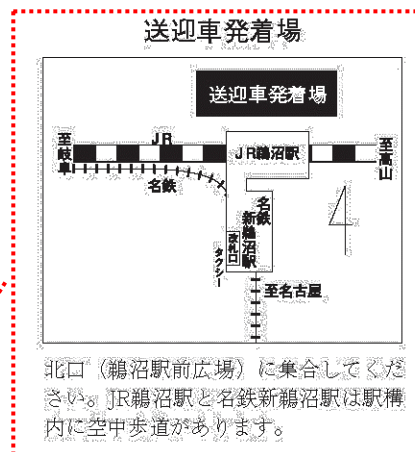 送迎車発着場
送迎車発着場
至岐阜
JR
JR鵜沼駅
至高山
名鉄
名鉄
新鵜沼駅
改札口
タクシー
至名古屋
北口（鵜沼駅前広場）に集合してくだ
さい。JR鵜沼駅と名鉄新鵜沼駅は駅構
内に空中歩道があります。